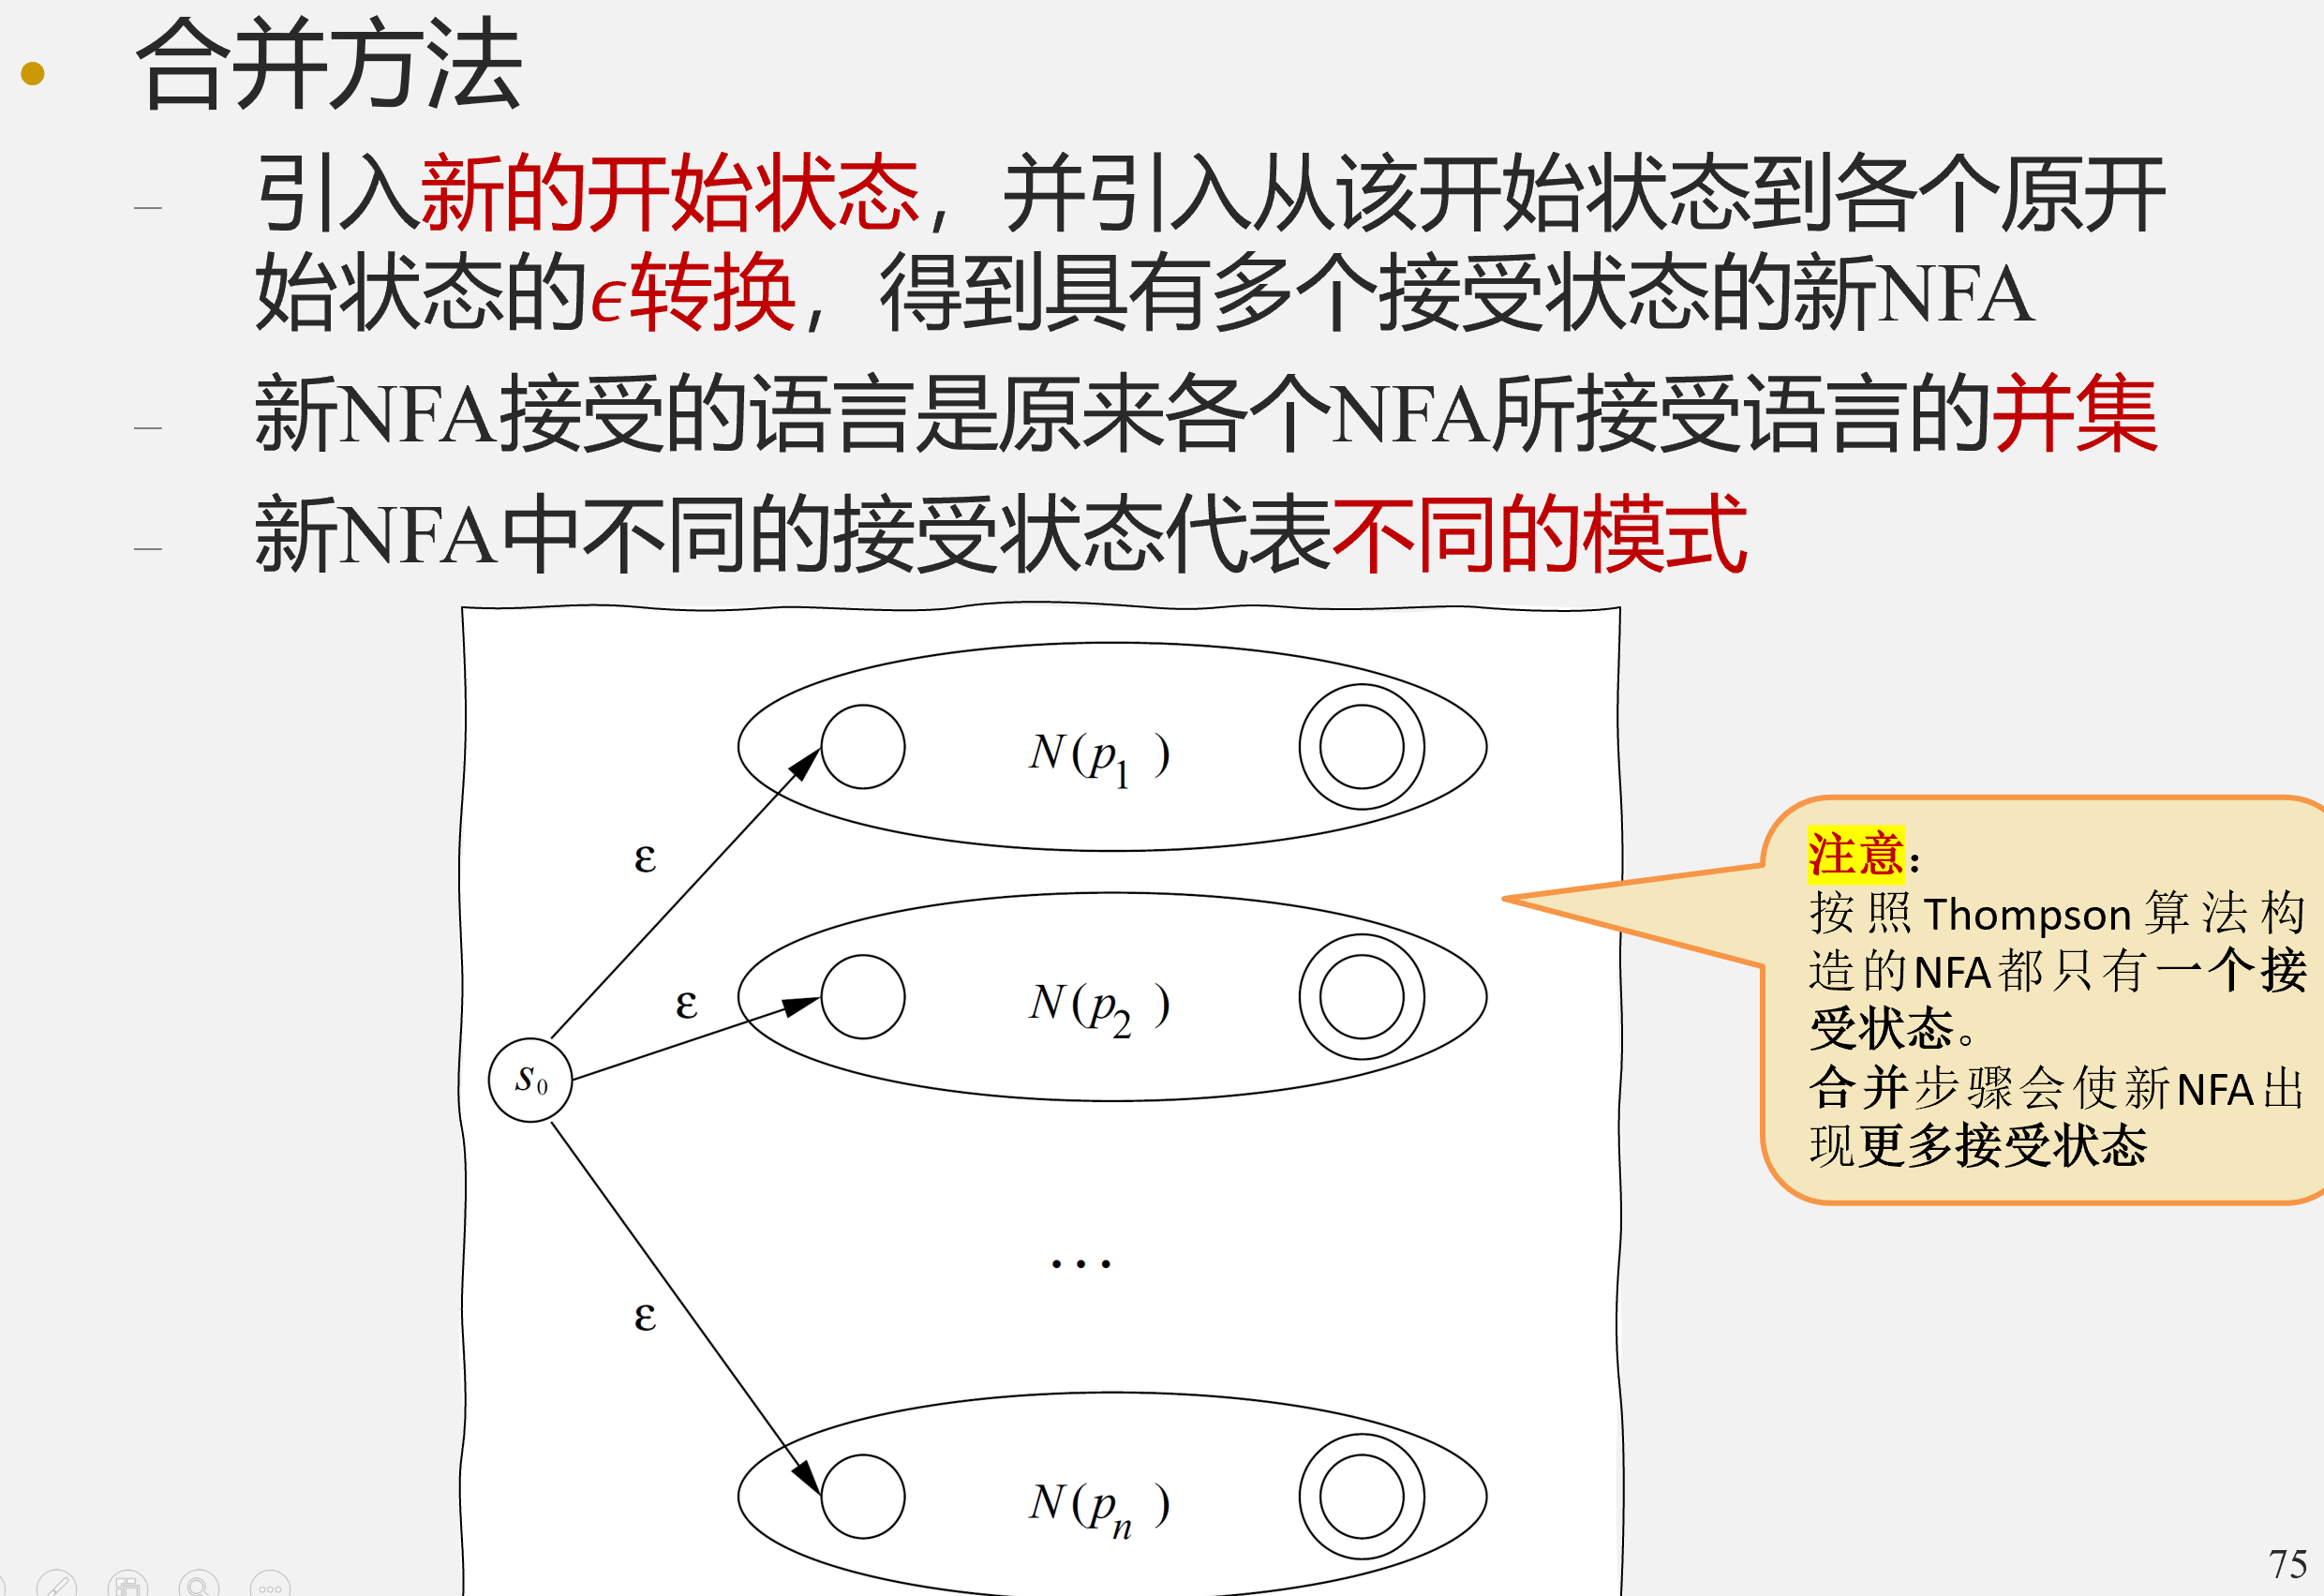 合并方法
引入新的开始状态，并引入从该开始状态到各个原开
始状态的ϵ转换，得到具有多个接受状态的新NFA
新NFA接受的语言是原来各个NFA所接受语言的并集
新NFA中不同的接受状态代表不同的模式
N(p1)
ε
注意：
按照Thompson算法构
造的NFA都只有一个接
受状态。
合并步骤会使新NFA出
现更多接受状态
ε
N(p2)
s0
...
ε
N(pn)
75